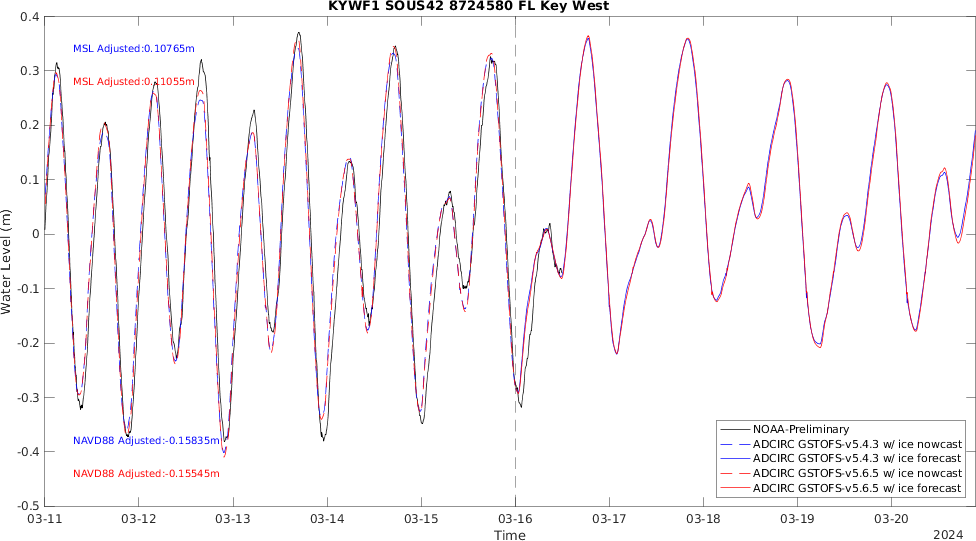 KYWF1 SOUS42 8724580 FL Key West
0.4
0.3
0.2
0.1
0
-0.1
-0.2
-0.3
-0.4
-0.5
Water Level (m)
MSL Adjusted:0.10765m
MSL Adjusted:0.11055m
NAVD88 Adjusted:-0.15835m
NAVD88 Adjusted:-0.15545m
NOAA-Preliminary
ADCIRC GSTOFS-v5.4.3 w/ ice nowcast
ADCIRC GSTOFS-v5.4.3 w/ ice forecast
ADCIRC GSTOFS-v5.6.5 w/ ice nowcast
ADCIRC GSTOFS-v5.6.5 w/ ice forecast
03-11 03-12 03-13 03-14 03-15 03-16 03-17 03-18 03-19 03-20
Time
2024